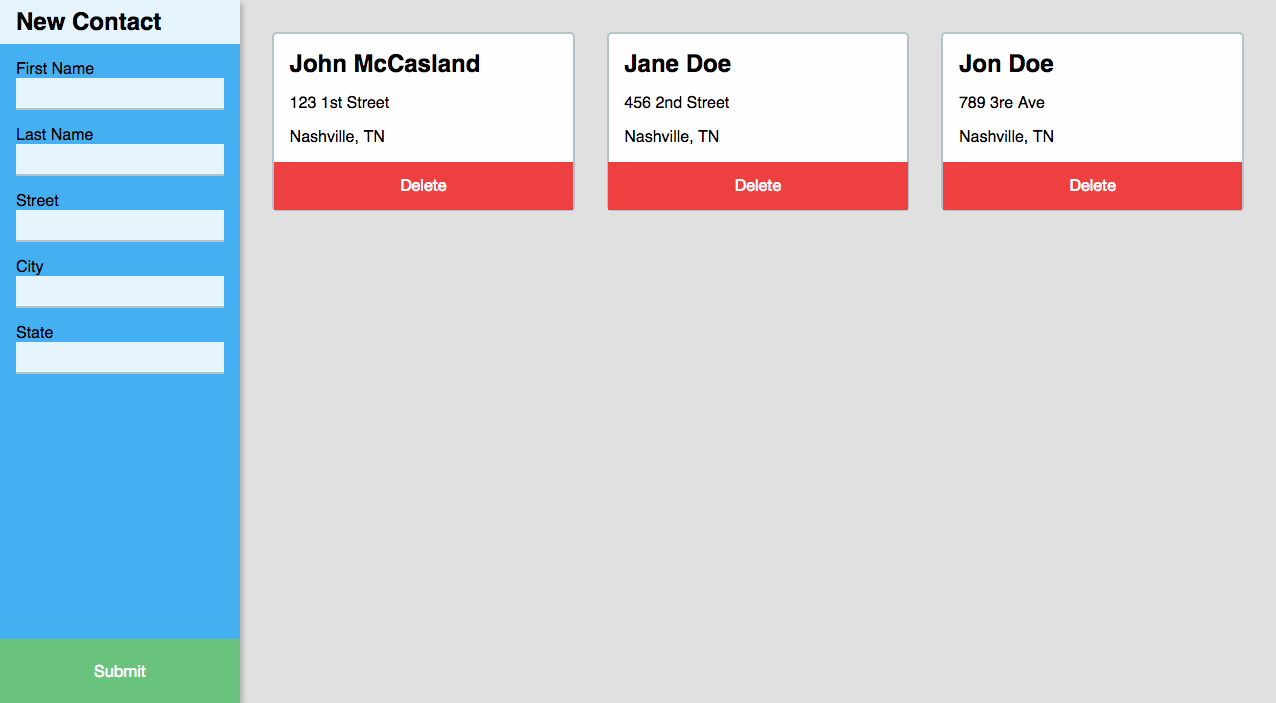 New Contact
First Name
Last Name
Street
City
State
Submit
John McCasland
123 1st Street
Nashville, TN
Delete
Jane Doe
456 2nd Street
Nashville, TN
Delete
Jon Doe
789 3re Ave
Nashville, TN
Delete